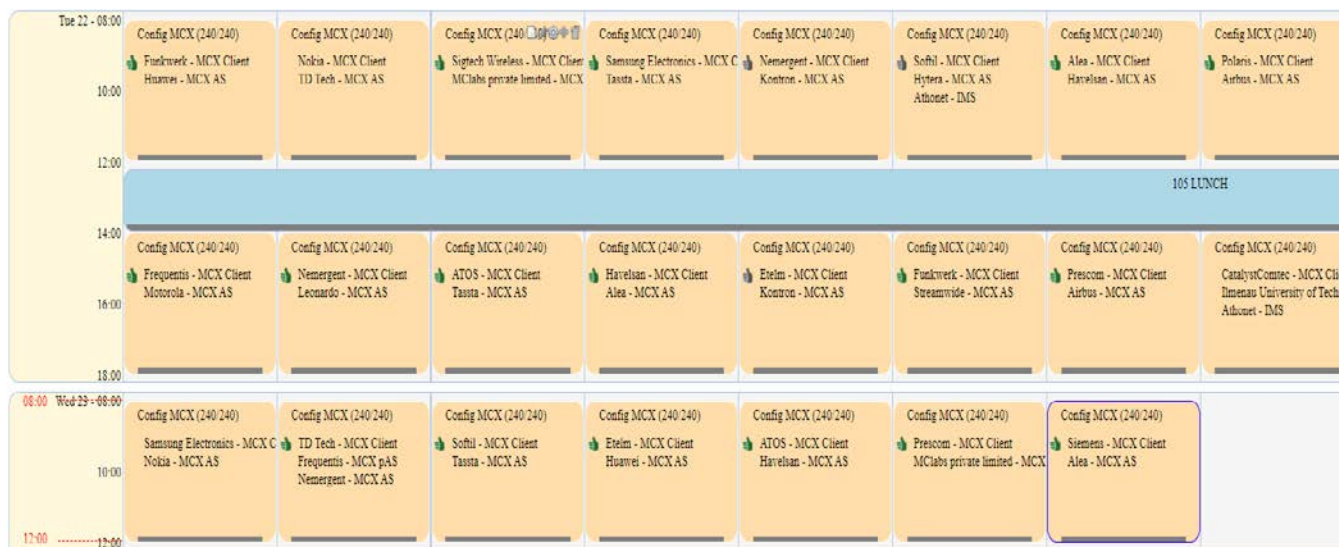 Tue 22 - 08:00
Config MCX (240/240)
Funkwerk - MCX Client
Huawei - MCX AS
Config MCX (240/240)
Nokia - MCX Client
TD Tech - MCX AS
Config MCX (240
Sigtech Wireless - MCX Client
MClabs private limited - MCX
Config MCX (240/240)
Samsung Electronics - MCX C
Tassta - MCX AS
Config MCX (240/240)
Nemergent - MCX Client
Kontron - MCX AS
Config MCX (240/240)
Softil - MCX Client
Hytera - MCX AS
Athonet - IMS
Config MCX (240/240)
Alea - MCX Client
Havelsan - MCX AS
Config MCX (240/240)
Polaris - MCX Client
Airbus - MCX AS
10:00
12:00
105 LUNCH
14:00
Config MCX (240/240)
Frequentis - MCX Client
Motorola - MCX AS
Config MCX (240/240)
Nemergent - MCX Client
Leonardo - MCX AS
Config MCX (240/240)
ATOS - MCX Client
Tassta - MCX AS
Config MCX (240/240)
Havelsan - MCX Client
Alea - MCX AS
Config MCX (240/240)
Etelm - MCX Client
Kontron - MCX AS
Config MCX (240/240)
Funkwerk - MCX Client
Streamwide - MCX AS
Config MCX (240/240)
Prescom - MCX Client
Airbus - MCX AS
Config MCX (240/240)
CatalystComtec - MCX Cli
Ilmenau University of Tech
Athonet - IMS
16:00
18:00
08:00 Wed 23 - 08:00
Config MCX (240/240)
Samsung Electronics - MCX C
Nokia - MCX AS
Config MCX (240/240)
TD Tech - MCX Client
Frequentis - MCX pAS
Nemergent - MCX AS
Config MCX (240/240)
Softil - MCX Client
Tassta - MCX AS
Config MCX (240/240)
Etelm - MCX Client
Huawei - MCX AS
Config MCX (240/240)
ATOS - MCX Client
Havelsan - MCX AS
Config MCX (240/240)
Prescom - MCX Client
MClabs private limited - MCX
Config MCX (240/240)
Siemens - MCX Client
Alea - MCX AS
10:00
12:00 12:00